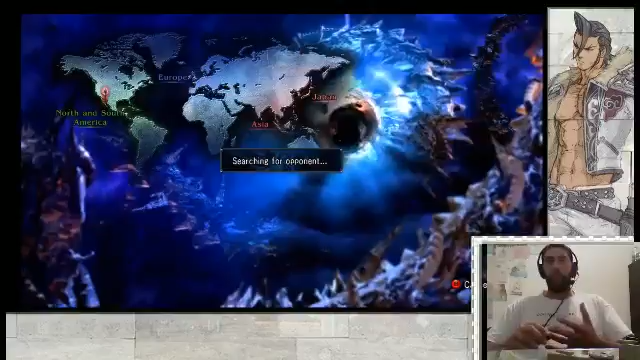 Europe
Japan
North and South
America
Asia
Searching for opponent...